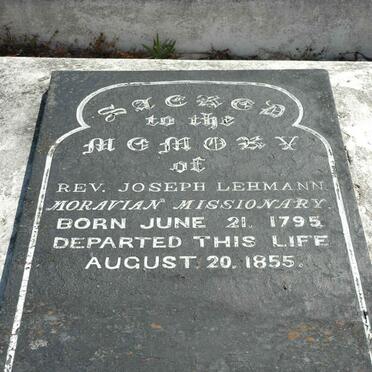 SACRED
to the
MEMORY
of
REV. JOSEPH LEHMANN
MORAVIAN MISSIONARY.
BORN JUNE 21. 1795
DEPARTED THIS LIFE
AUGUST 20. 1855.